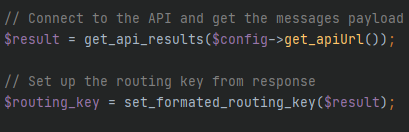 // Connect to the API and get the messages payload
$result = get_api_results($config->get_apiUrl());
// Set up the routing key from response
$routing_key = set_formated_routing_key($result);